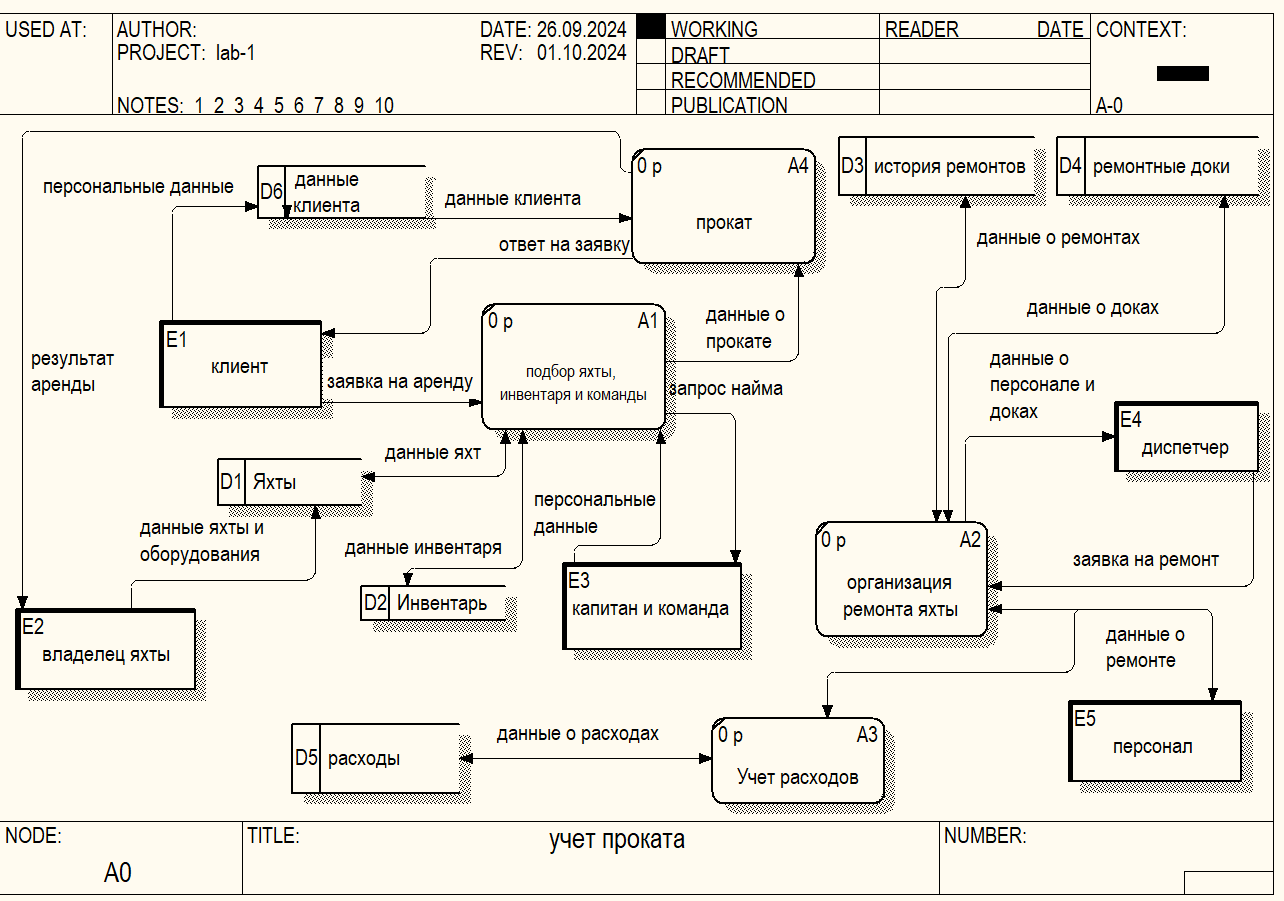 USED AT:
AUTHOR:
DATE: 26.09.2024
PROJECT: lab-1
REV: 01.10.2024
NOTES: 1 2 3 4 5 6 7 8 9 10
WORKING
DRAFT
RECOMMENDED
PUBLICATION
READER
DATE
CONTEXT:
A-0
персональные данные
D6
данные
клиента
данные клиента
0 р
A4
прокат
D3
история ремонтов
D4
ремонтные доки
ответ на заявку
данные о ремонтах
E1
клиент
0 р
A1
подбор яхты,
инвентаря и команды
данные о
прокате
данные о доках
результат
аренды
заявка на аренду
запрос найма
данные о
персонале и
доках
E4
диспетчер
данные яхт
D1
Яхты
персональные
данные
данные яхты и
оборудования
данные инвентаря
0 р
A2
организация
ремонта яхты
заявка на ремонт
D2
Инвентарь
E3
капитан и команда
E2
владелец яхты
данные о
ремонте
D5
расходы
данные о расходах
0 р
A3
Учет расходов
E5
персонал
NODE:
A0
TITLE:
учет проката
NUMBER: